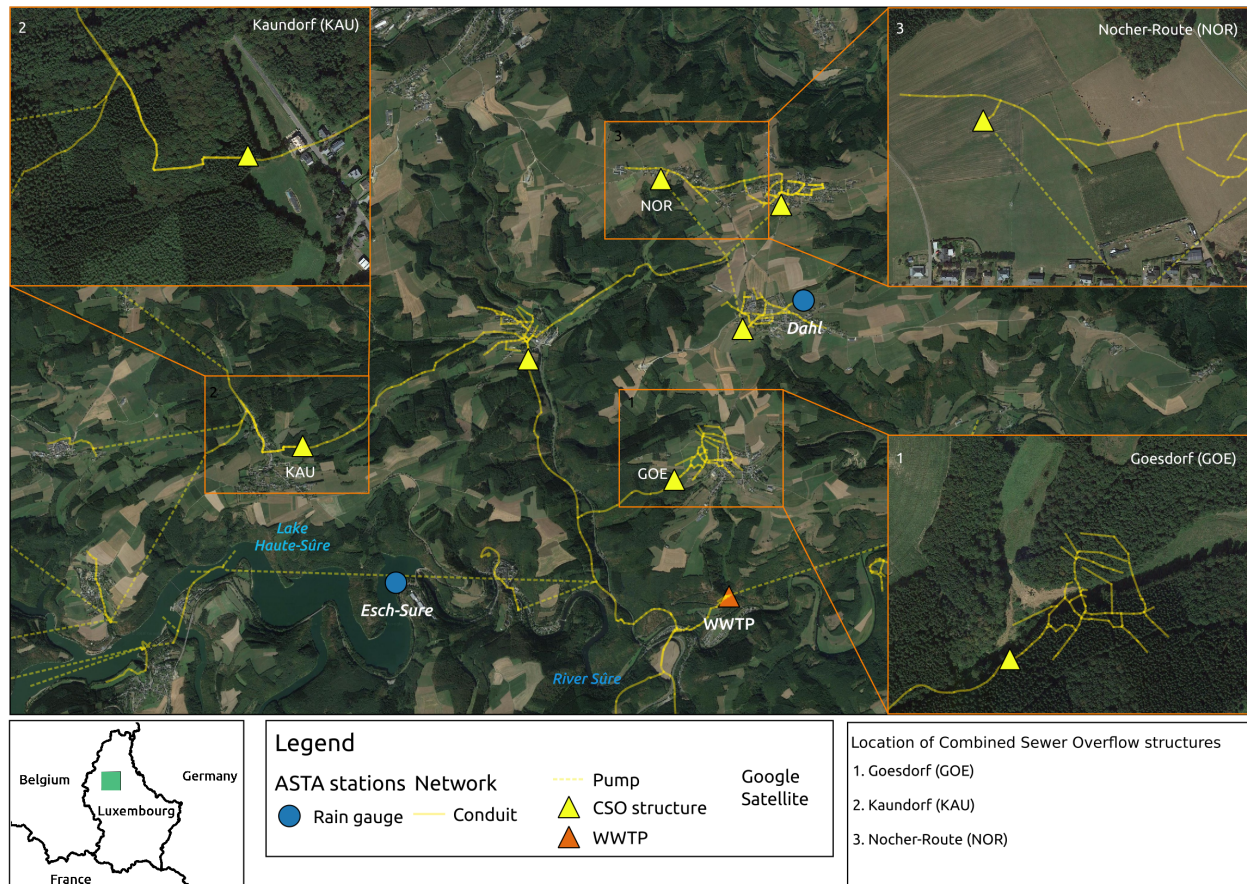 2
Kaundorf (KAU)
3
Nocher-Route (NOR)
3
NOR
Dahl
2
KAU
1
GOE
1
Goesdorf (GOE)
Lake
Haute-Sûre
Esch-Sure
WWTP
River Sûre
Belgium
Germany
Luxembourg
France
Legend
ASTA stations
Rain gauge
Network
Conduit
Pump
CSO structure
WWTP
Google
Satellite
Location of Combined Sewer Overflow structures
1. Goesdorf (GOE)
2. Kaundorf (KAU)
3. Nocher-Route (NOR)